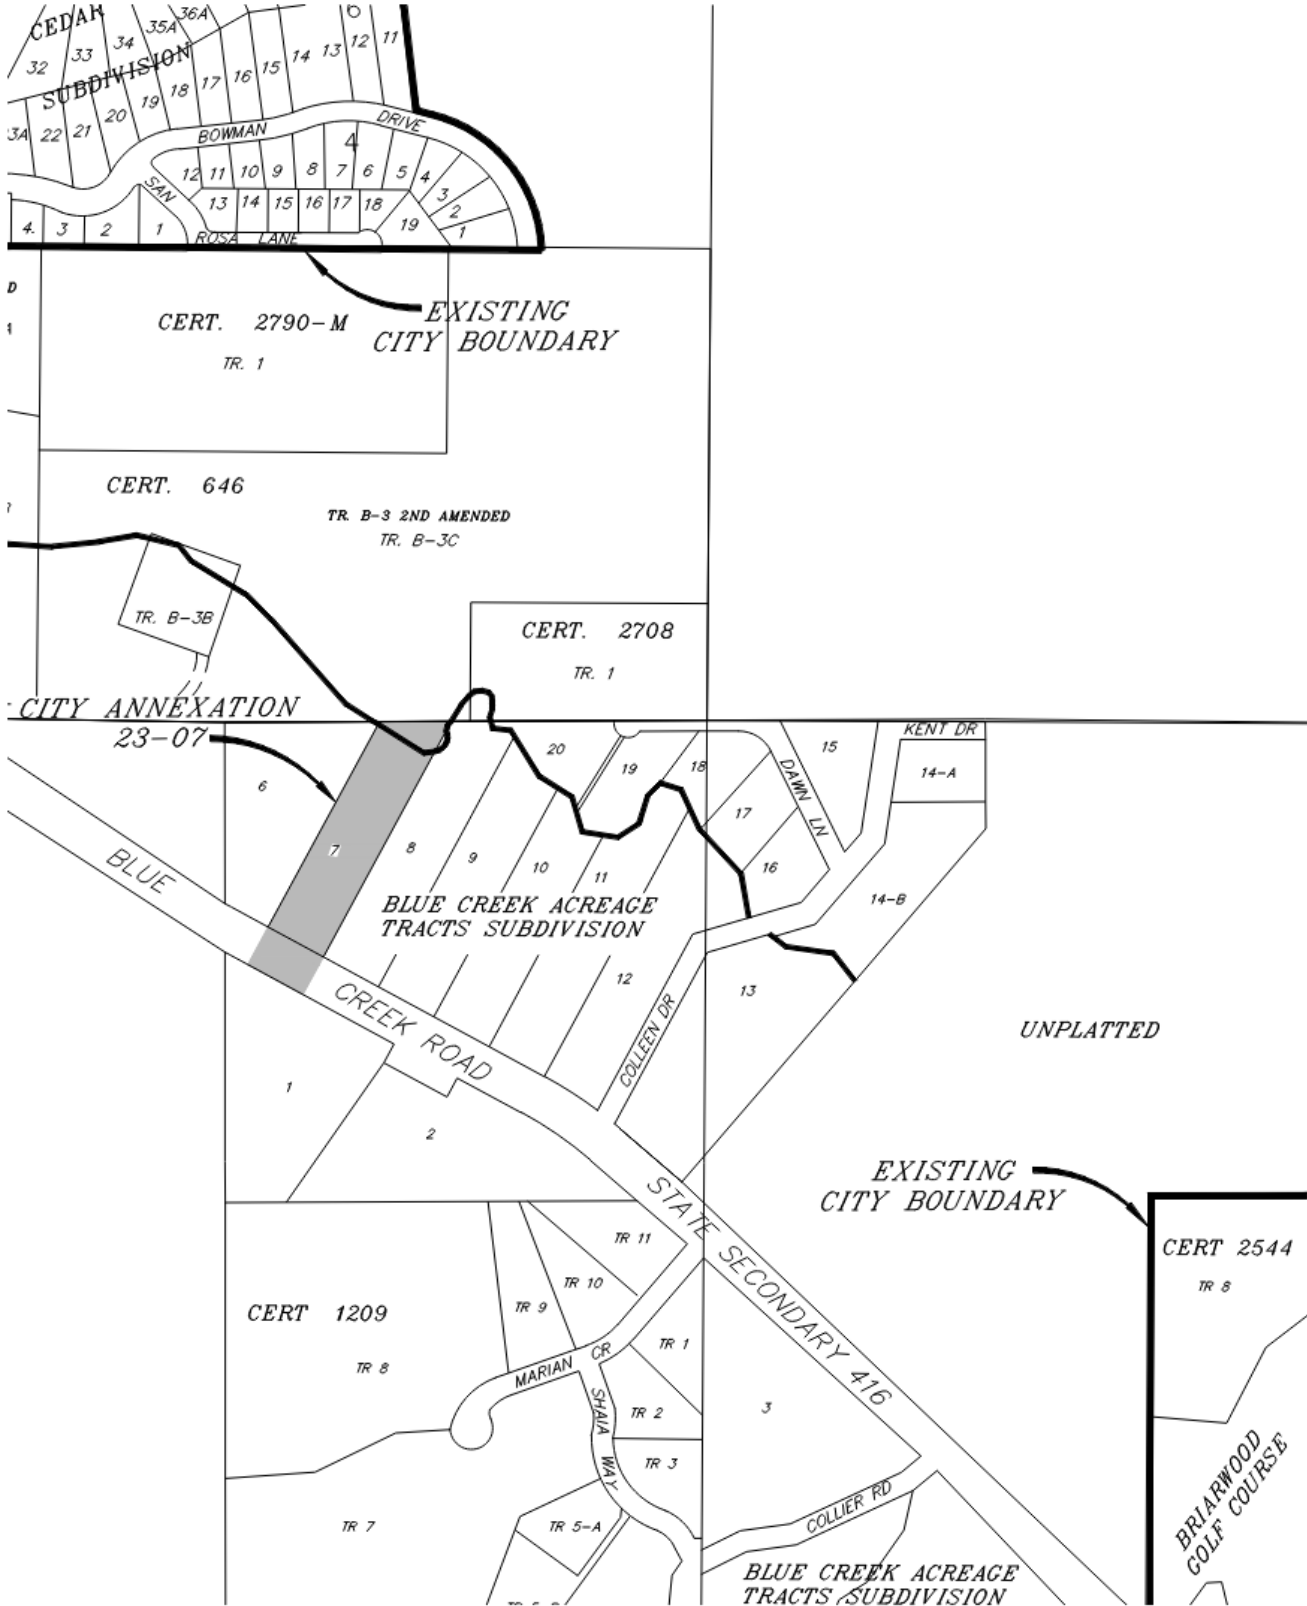 CEDAR
SUBDIVISION
32
33
34
35A
36A
6
3A
22
21
20
19
18
17
16
15
14
13
12
11
BOWMAN DRIVE
4
SAN
12
11
10
9
8
7
6
5
4
3
2
1
13
14
15
16
17
18
19
4.
3
2
1
ROSA LANE
D
EXISTING
CITY BOUNDARY
CERT. 2790-M
TR. 1
CERT. 646
TR. B-3 2ND AMENDED
TR. B-3C
TR. B-3B
CERT. 2708
TR. 1
CITY ANNEXATION
23-07
6
7
8
9
10
11
12
20
19
18
17
16
15
KENT DR
14-A
DAWN LN
14-B
13
BLUE CREEK ACREAGE
TRACTS SUBDIVISION
BLUE CREEK ROAD
COLLEEN DR
UNPLATTED
1
2
EXISTING
CITY BOUNDARY
STATE SECONDARY 416
CERT 2544
TR 8
CERT 1209
TR 8
TR 9
TR 10
TR 11
MARIAN CR
SHAIA WAY
TR 1
TR 2
TR 3
3
TR 7
TR 5-A
COLLIER RD
BRIARWOOD
GOLF COURSE
BLUE CREEK ACREAGE
TRACTS SUBDIVISION